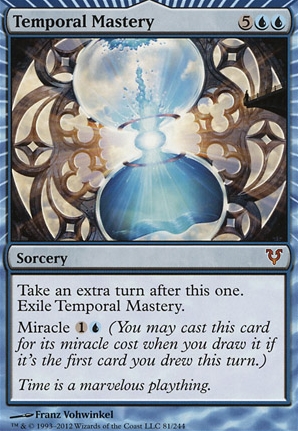 Temporal Mastery 5
Sorcery
Take an extra turn after this one.
Exile Temporal Mastery.
Miracle 1 (You may cast this card
for its miracle cost when you draw it if
it's the first card you drew this turn.)
Time is a marvelous plaything.
Franz Vohwinkel
™ & © 1993–2012 Wizards of the Coast LLC 81/244